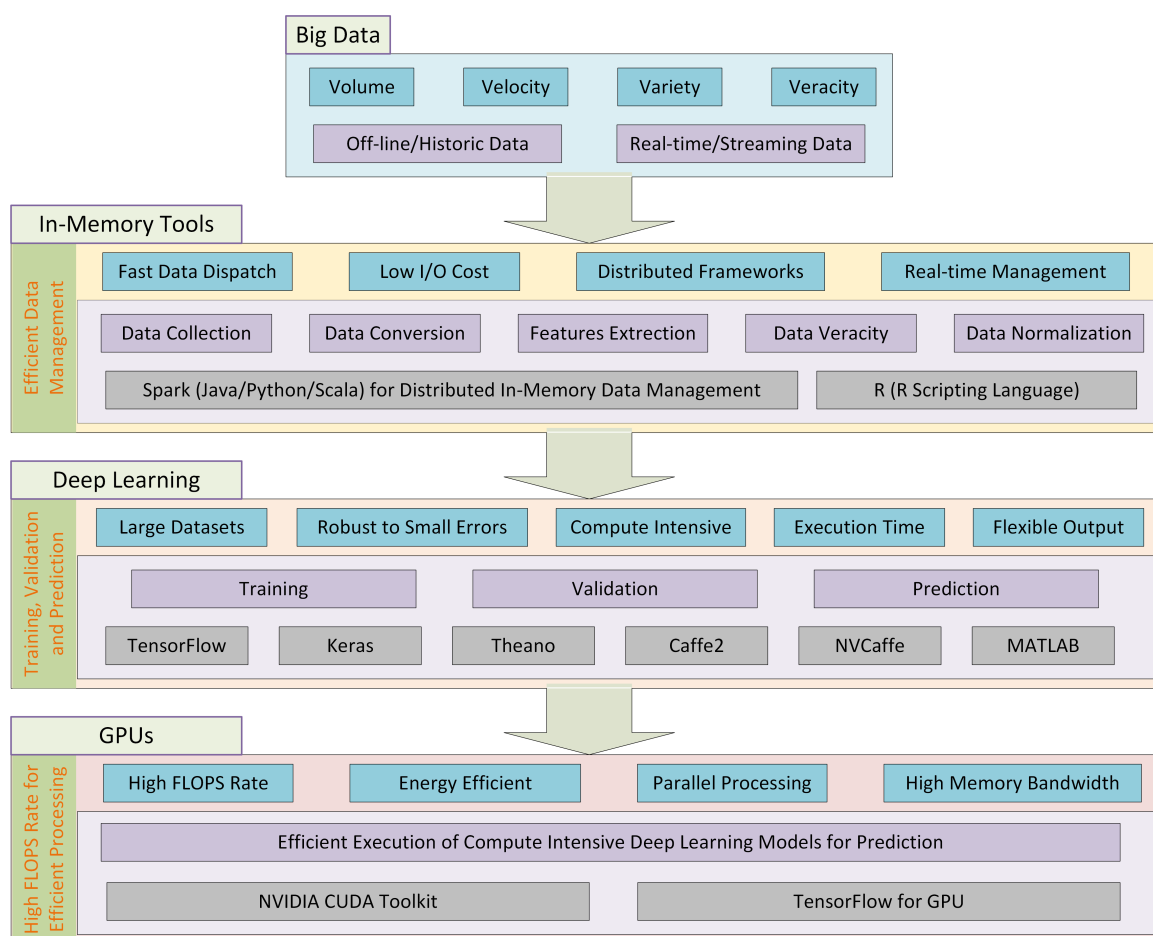 Big Data
Volume
Velocity
Variety
Veracity
Off-line/Historic Data
Real-time/Streaming Data
In-Memory Tools
Efficient Data
Management
Fast Data Dispatch
Low I/O Cost
Distributed Frameworks
Real-time Management
Data Collection
Data Conversion
Features Extrection
Data Veracity
Data Normalization
Spark (Java/Python/Scala) for Distributed In-Memory Data Management
R (R Scripting Language)
Deep Learning
Training, Validation
and Prediction
Large Datasets
Robust to Small Errors
Compute Intensive
Execution Time
Flexible Output
Training
Validation
Prediction
TensorFlow
Keras
Theano
Caffe2
NVCaffe
MATLAB
GPUs
High FLOPS Rate for
Efficient Processing
High FLOPS Rate
Energy Efficient
Parallel Processing
High Memory Bandwidth
Efficient Execution of Compute Intensive Deep Learning Models for Prediction
NVIDIA CUDA Toolkit
TensorFlow for GPU